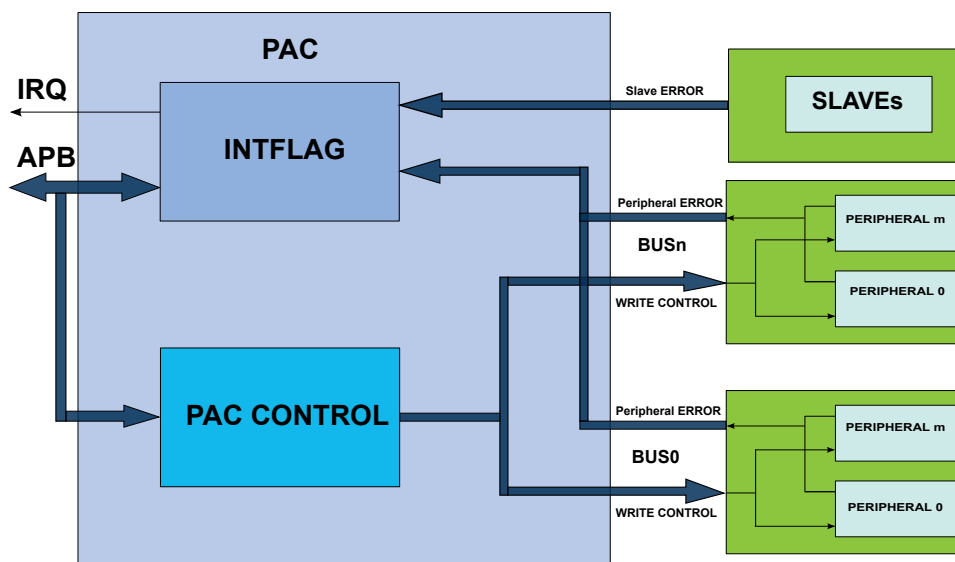 PAC
IRQ
INTFLAG
APB
PAC CONTROL
Slave ERROR
SLAVEs
Peripheral ERROR
BUSn
WRITE CONTROL
PERIPHERAL m
PERIPHERAL 0
Peripheral ERROR
BUS0
WRITE CONTROL
PERIPHERAL m
PERIPHERAL 0